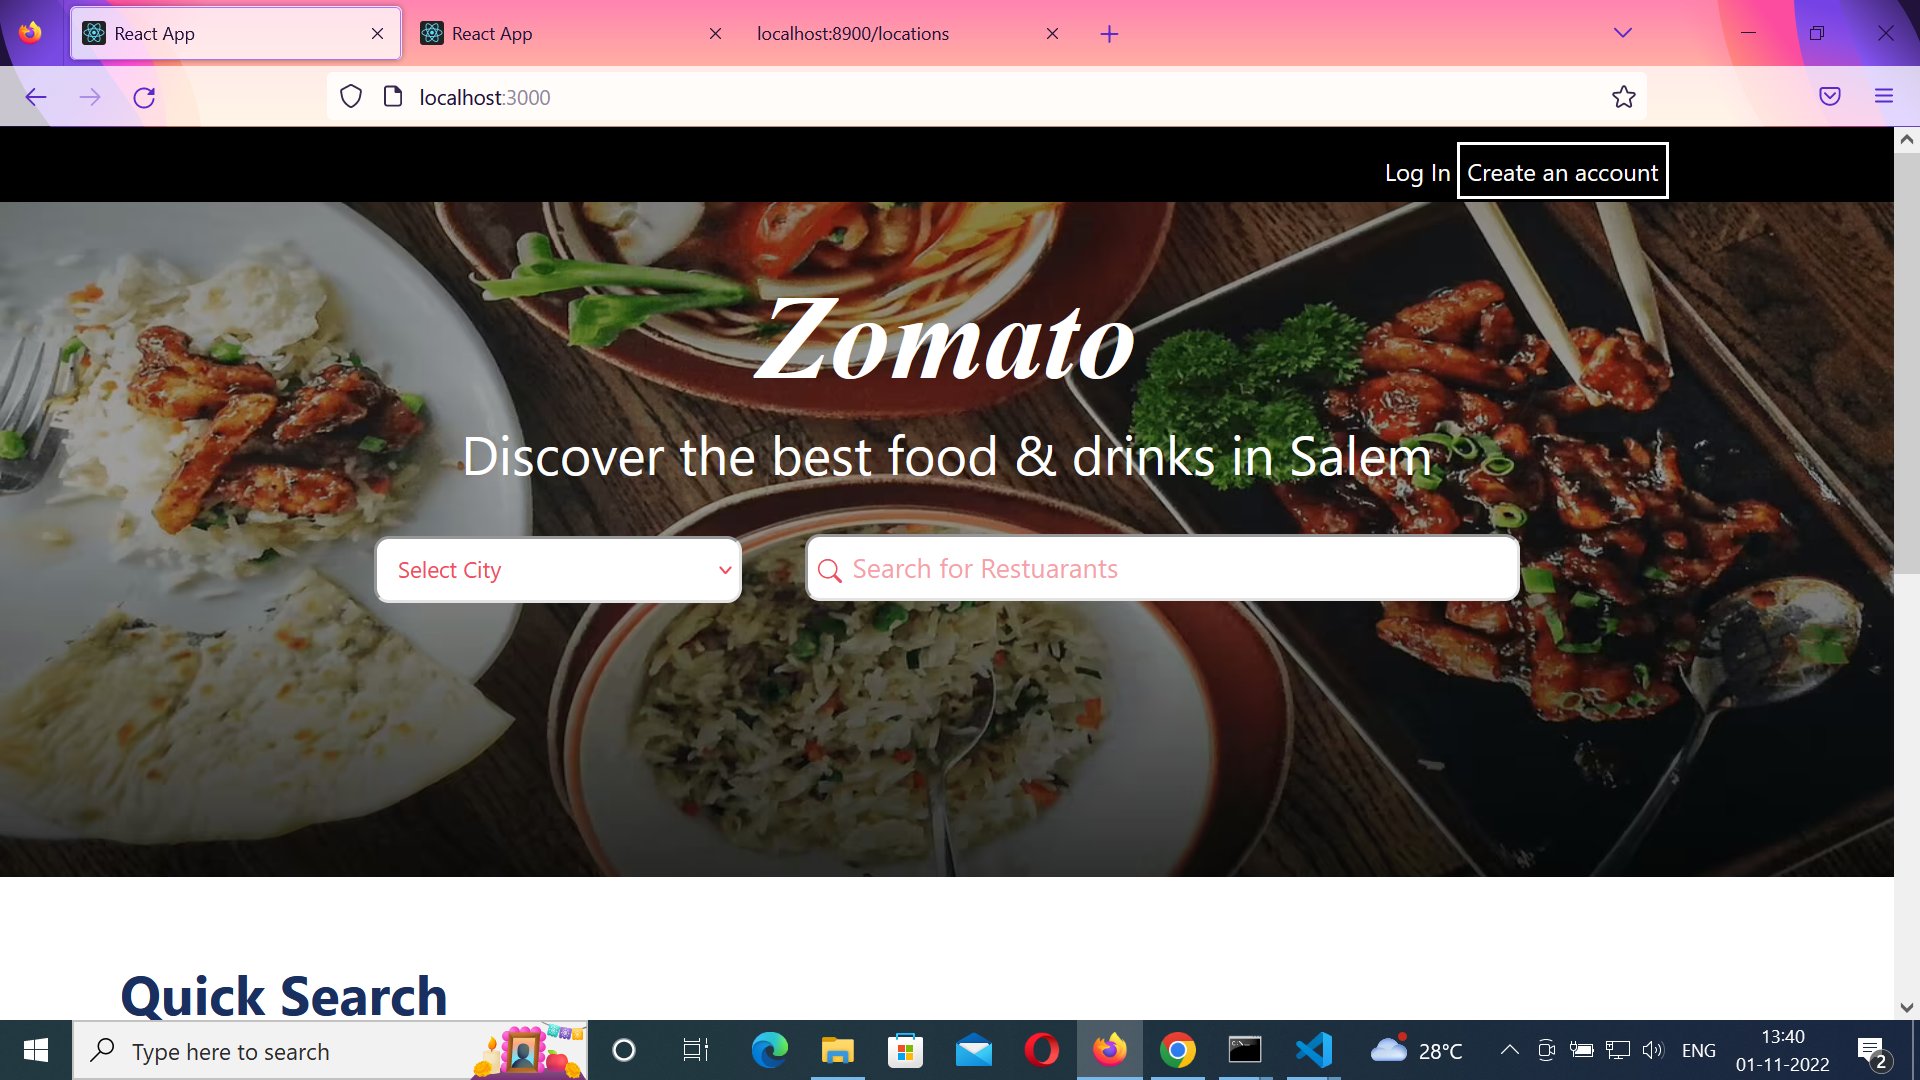 React App
React App
localhost:8900/locations
localhost:3000
Log In
Create an account
Zomato
Discover the best food & drinks in Salem
Select City
Search for Restuarants
Quick Search
Type here to search
28°C
ENG
13:40
01-11-2022
2